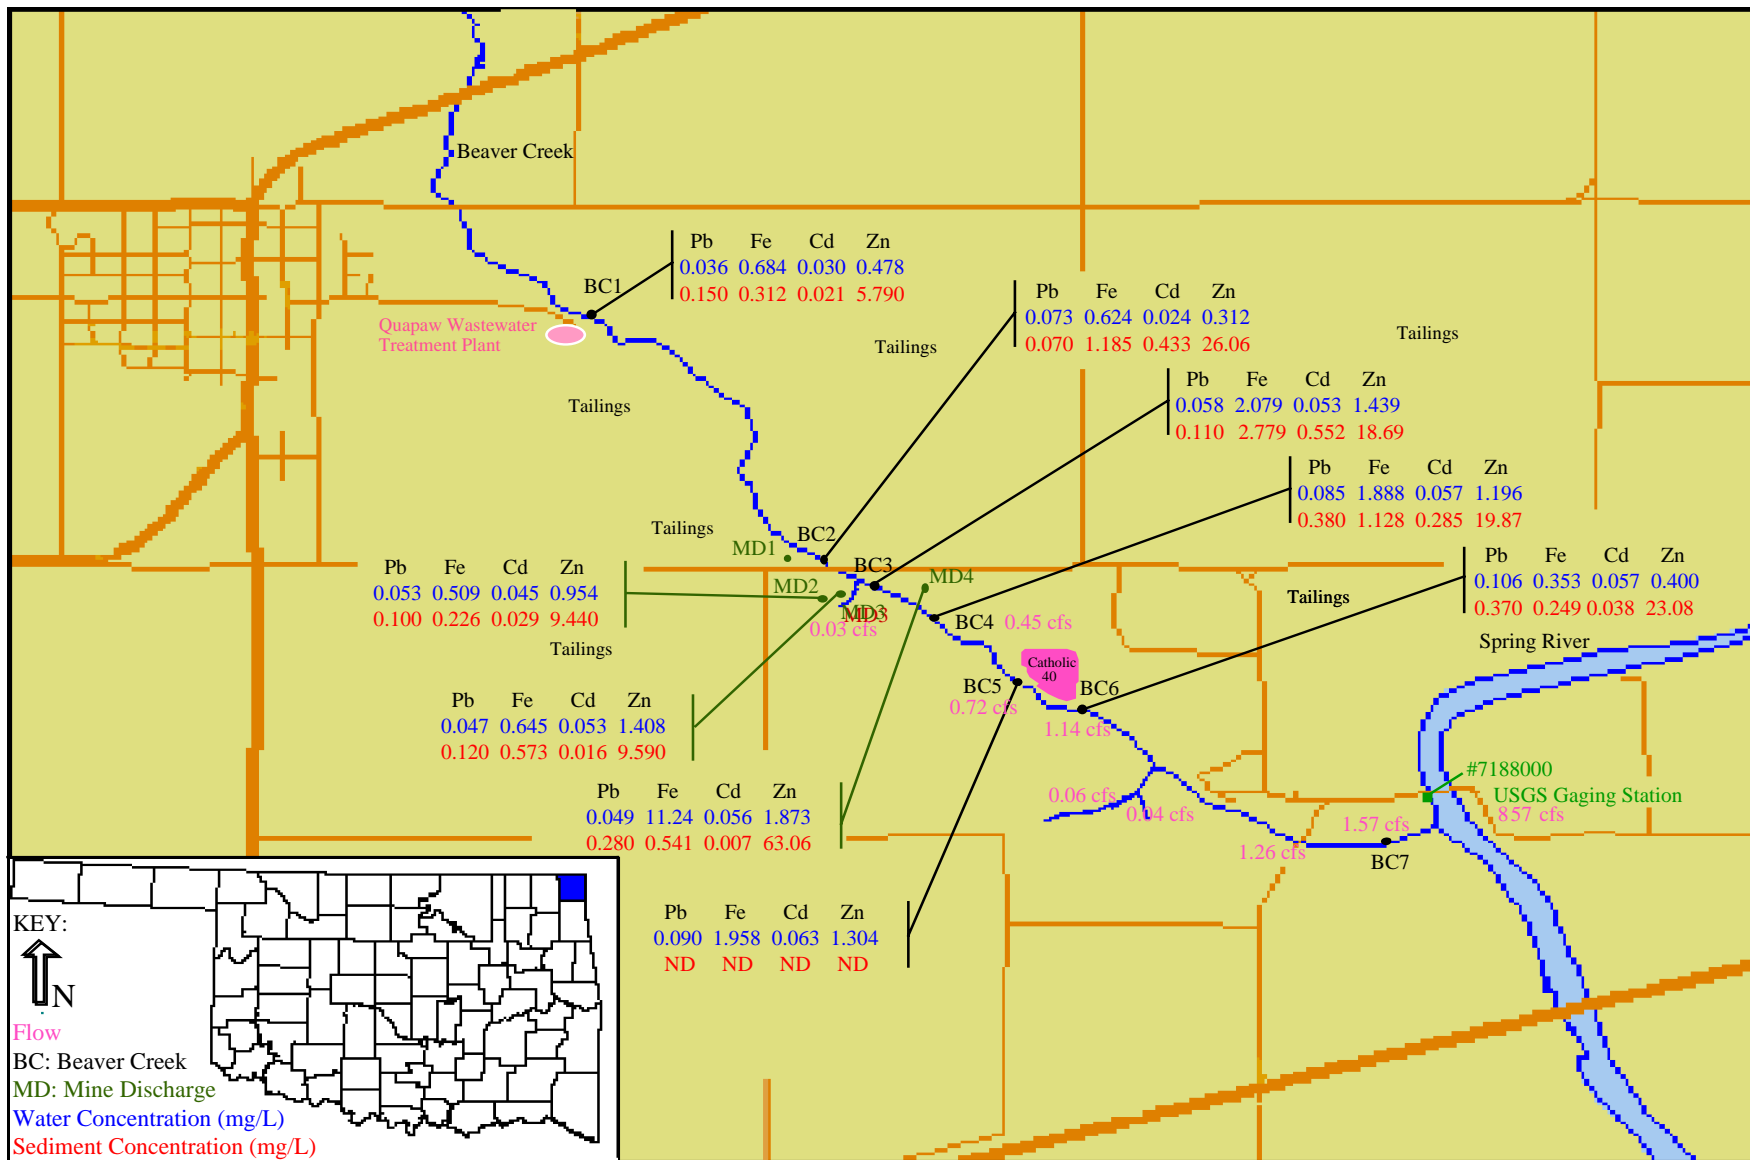 Beaver Creek
Pb Fe Cd Zn
0.036 0.684 0.030 0.478
0.150 0.312 0.021 5.790
BC1
Quapaw Wastewater
Treatment Plant
Pb Fe Cd Zn
0.073 0.624 0.024 0.312
0.070 1.185 0.433 26.06
Tailings
Tailings
Tailings
Pb Fe Cd Zn
0.058 2.079 0.053 1.439
0.110 2.779 0.552 18.69
Pb Fe Cd Zn
0.085 1.888 0.057 1.196
0.380 1.128 0.285 19.87
Tailings
BC2
MD1
BC3
MD2
MD4
MD3
MD3
0.03 cfs
Pb Fe Cd Zn
0.053 0.509 0.045 0.954
0.100 0.226 0.029 9.440
Pb Fe Cd Zn
0.106 0.353 0.057 0.400
0.370 0.249 0.038 23.08
Tailings
BC4
0.45 cfs
Tailings
Spring River
Catholic
40
BC5
BC6
0.72 cfs
1.14 cfs
Pb Fe Cd Zn
0.047 0.645 0.053 1.408
0.120 0.573 0.016 9.590
#7188000
USGS Gaging Station
857 cfs
Pb Fe Cd Zn
0.049 11.24 0.056 1.873
0.280 0.541 0.007 63.06
0.06 cfs
0.04 cfs
1.57 cfs
1.26 cfs
BC7
Pb Fe Cd Zn
0.090 1.958 0.063 1.304
ND ND ND ND
KEY:
N
Flow
BC: Beaver Creek
MD: Mine Discharge
Water Concentration (mg/L)
Sediment Concentration (mg/L)